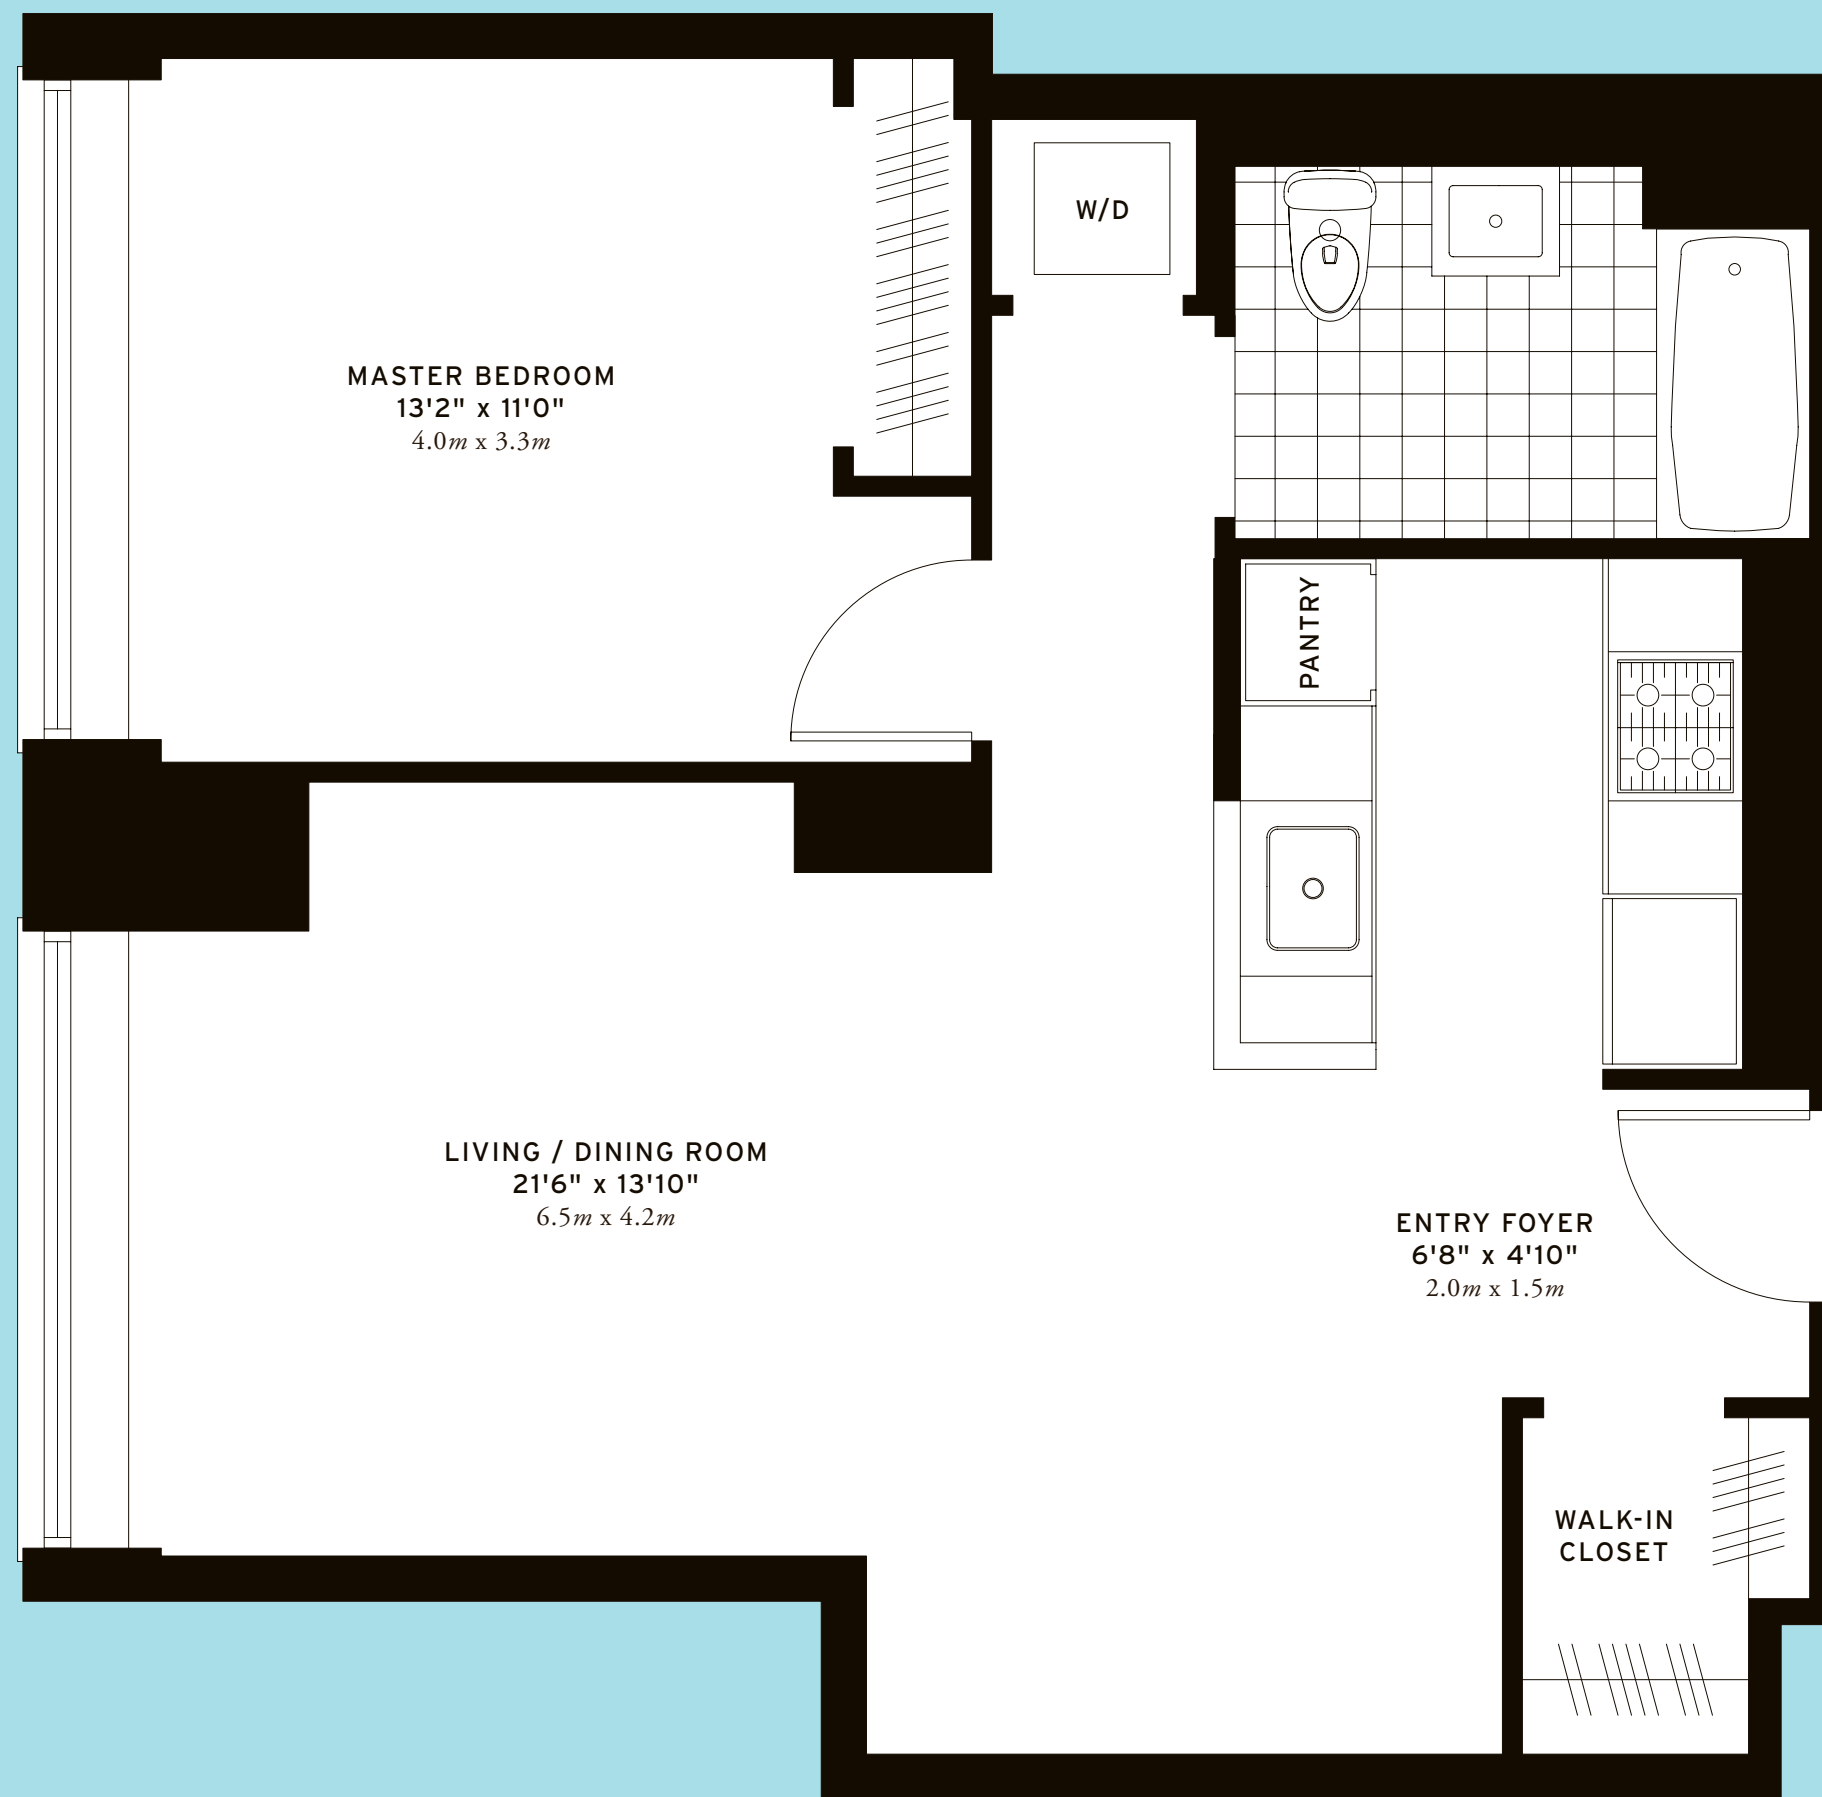 W/D
MASTER BEDROOM
13'2" x 11'0"
4.0m x 3.3m
PANTRY
LIVING / DINING ROOM
21'6" x 13'10"
6.5m x 4.2m
ENTRY FOYER
6'8" x 4'10"
2.0m x 1.5m
WALK-IN
CLOSET